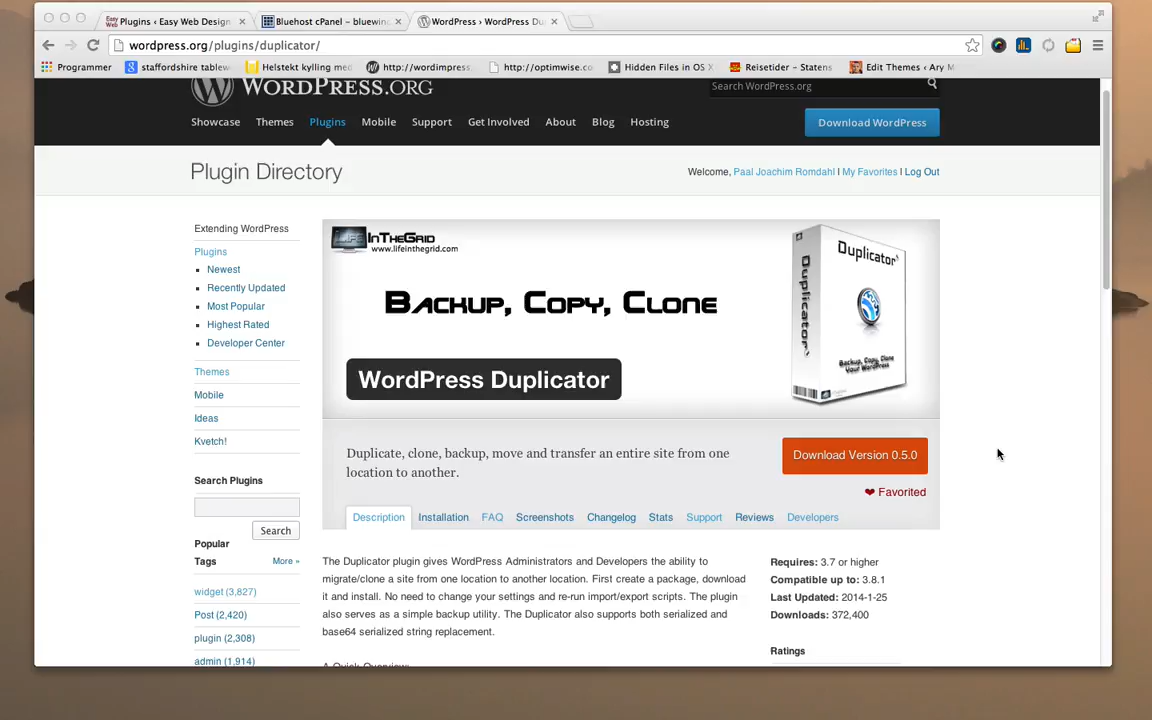 Plugins ‹ Easy Web Design
Bluehost cPanel – bluewin
WordPress › WordPress Du
wordpress.org/plugins/duplicator/
Programmer
staffordshire tablew
Helstekt kylling med
http://wordimpress.
http://optimwise.co
Hidden Files in OS X
Reisetider – Statens
Edit Themes ‹ Ary M
WORDPRESS.ORG
Search WordPress.org
Showcase Themes Plugins Mobile Support Get Involved About Blog Hosting
Download WordPress
Plugin Directory
Welcome, Paal Joachim Romdahl | My Favorites | Log Out
Extending WordPress
Plugins
Newest
Recently Updated
Most Popular
Highest Rated
Developer Center
Themes
Mobile
Ideas
Kvetch!
Search Plugins
Search
Popular
Tags
More »
widget (3,827)
Post (2,420)
plugin (2,308)
admin (1,914)
LIFE INTHEGRID
www.lifeinthegrid.com
BACKUP, COPY, CLONE
WordPress Duplicator
Duplicator
Duplicator
Backup, Copy, Clone
Your WordPress
Duplicate, clone, backup, move and transfer an entire site from one
location to another.
Download Version 0.5.0
❤ Favorited
Description Installation FAQ Screenshots Changelog Stats Support Reviews Developers
The Duplicator plugin gives WordPress Administrators and Developers the ability to
migrate/clone a site from one location to another location. First create a package, download
it and install. No need to change your settings and re-run import/export scripts. The plugin
also serves as a simple backup utility. The Duplicator also supports both serialized and
base64 serialized string replacement.
A Quick Overview:
Requires: 3.7 or higher
Compatible up to: 3.8.1
Last Updated: 2014-1-25
Downloads: 372,400
Ratings